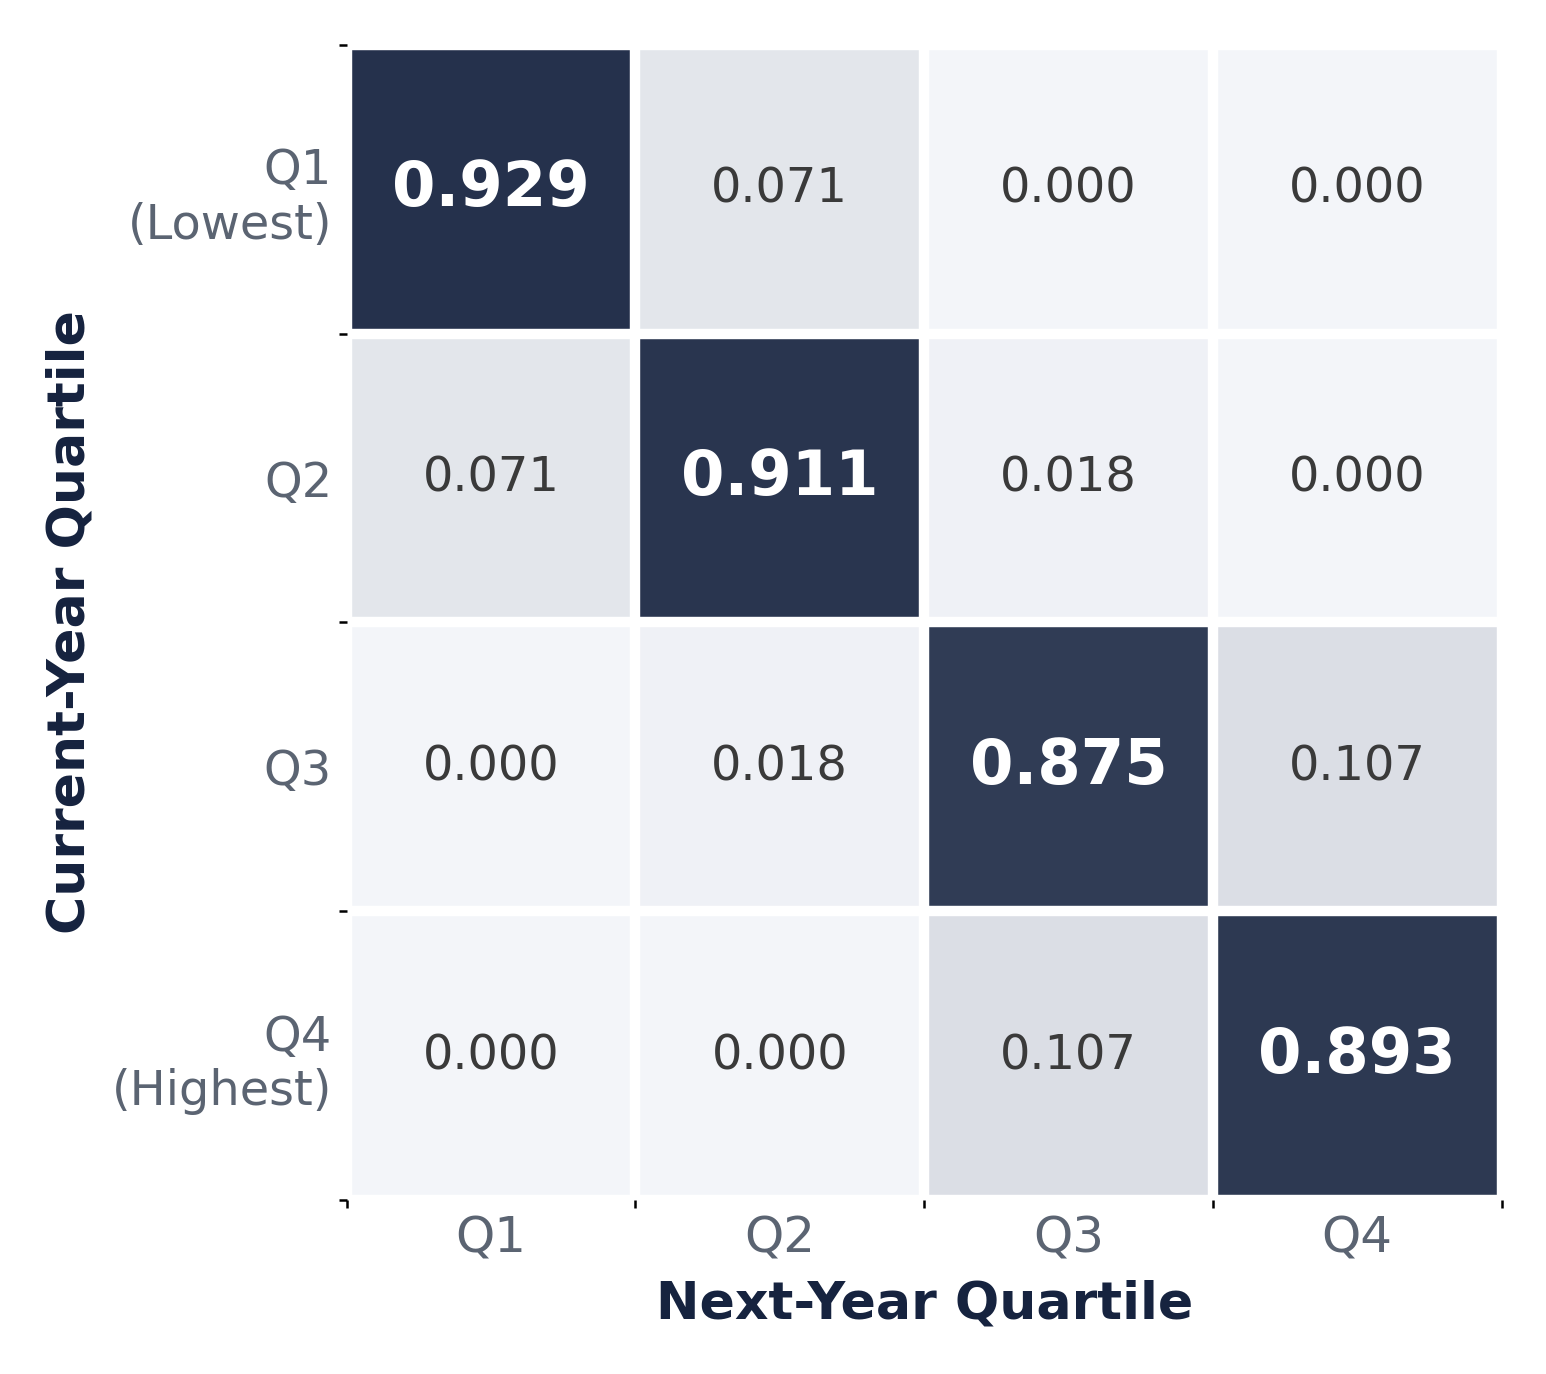 Current-Year Quartile
Q1
(Lowest)
0.929 0.071 0.000 0.000
Q2
0.071 0.911 0.018 0.000
Q3
0.000 0.018 0.875 0.107
Q4
(Highest)
0.000 0.000 0.107 0.893
Q1 Q2 Q3 Q4
Next-Year Quartile